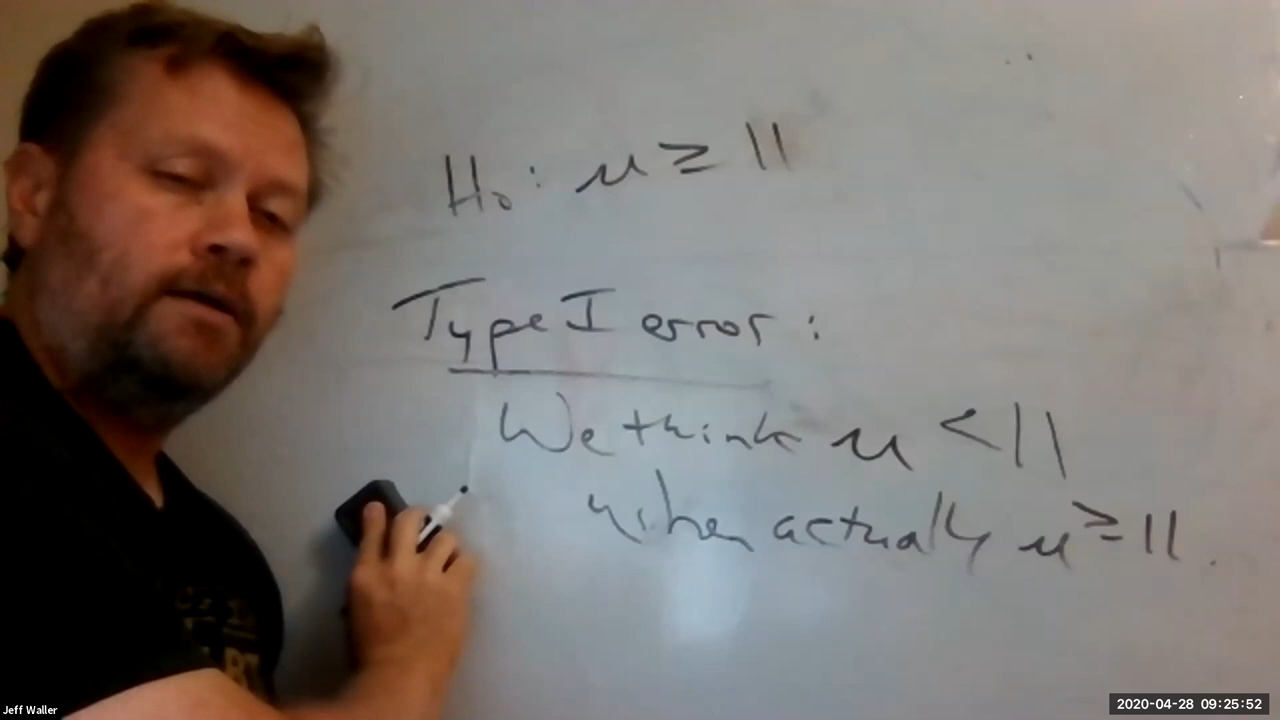 H₀: μ ≥ 11
Type I error:
We think μ < 11
when actually μ ≥ 11.
Jeff Waller
2020-04-28 09:25:52